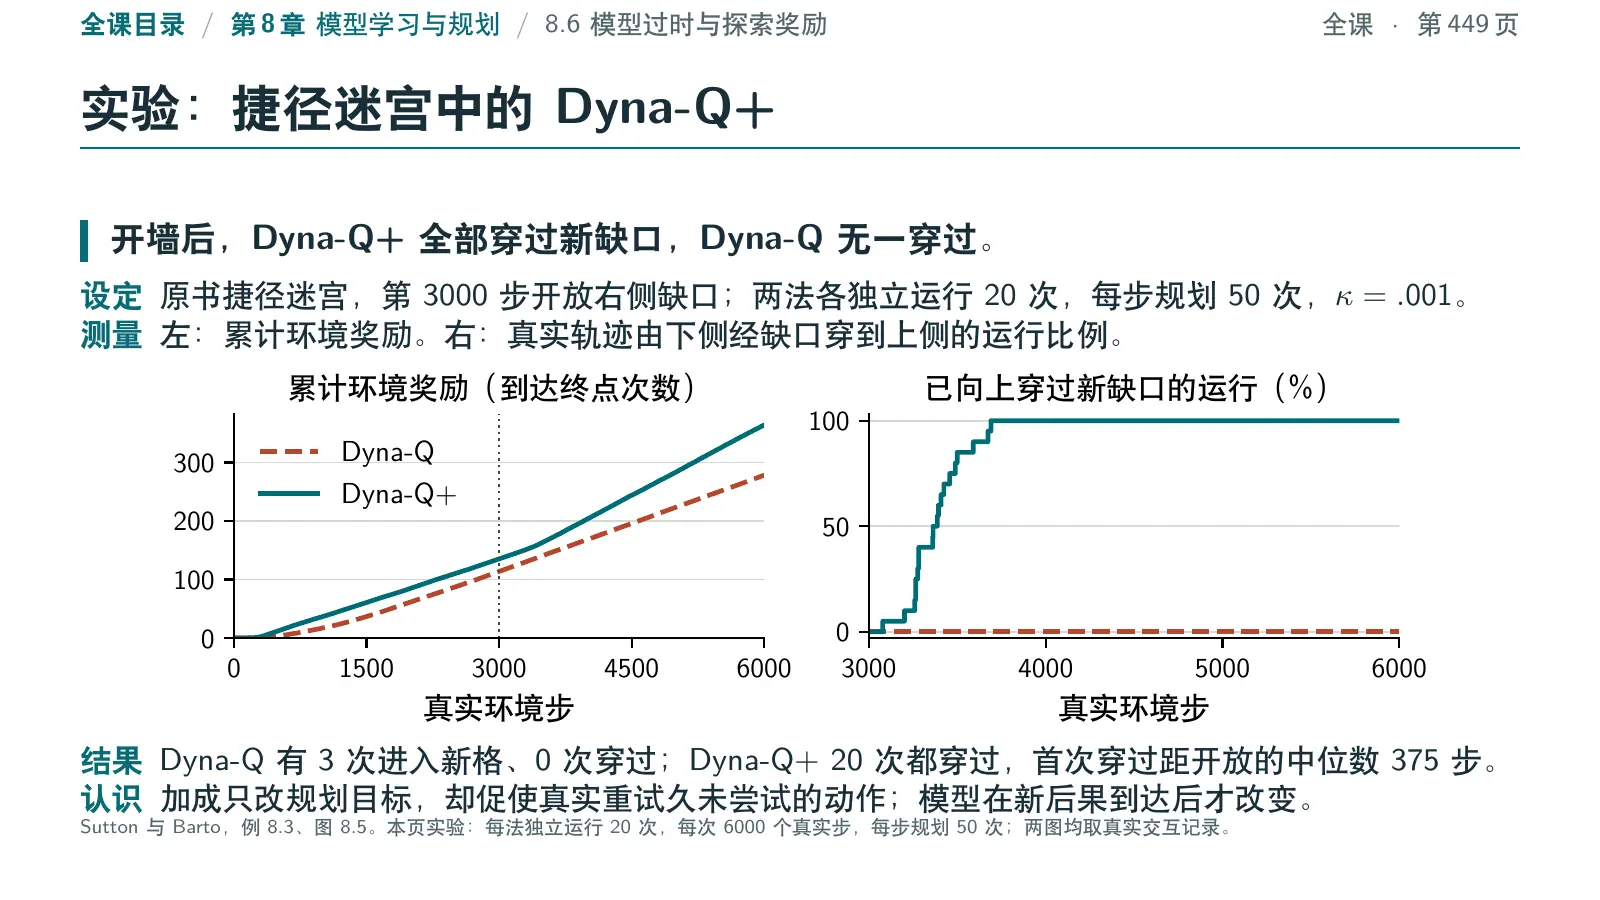 全课目录 / 第 8 章 模型学习与规划 / 8.6 模型过时与探索奖励
全课 · 第 449 页
实验：捷径迷宫中的 Dyna-Q+
开墙后，Dyna-Q+ 全部穿过新缺口，Dyna-Q 无一穿过。
设定 原书捷径迷宫，第 3000 步开放右侧缺口；两法各独立运行 20 次，每步规划 50 次，κ = .001。
测量 左：累计环境奖励。右：真实轨迹由下侧经缺口穿到上侧的运行比例。
累计环境奖励（到达终点次数）
Dyna-Q
Dyna-Q+
300
200
100
0
0 1500 3000 4500 6000
真实环境步
已向上穿过新缺口的运行（%）
100
50
0
3000 4000 5000 6000
真实环境步
结果 Dyna-Q 有 3 次进入新格、0 次穿过；Dyna-Q+ 20 次都穿过，首次穿过距开放的中位数 375 步。
认识 加成只改规划目标，却促使真实重试久未尝试的动作；模型在新后果到达后才改变。
Sutton 与 Barto，例 8.3、图 8.5。本页实验：每法独立运行 20 次，每次 6000 个真实步，每步规划 50 次；两图均取真实交互记录。